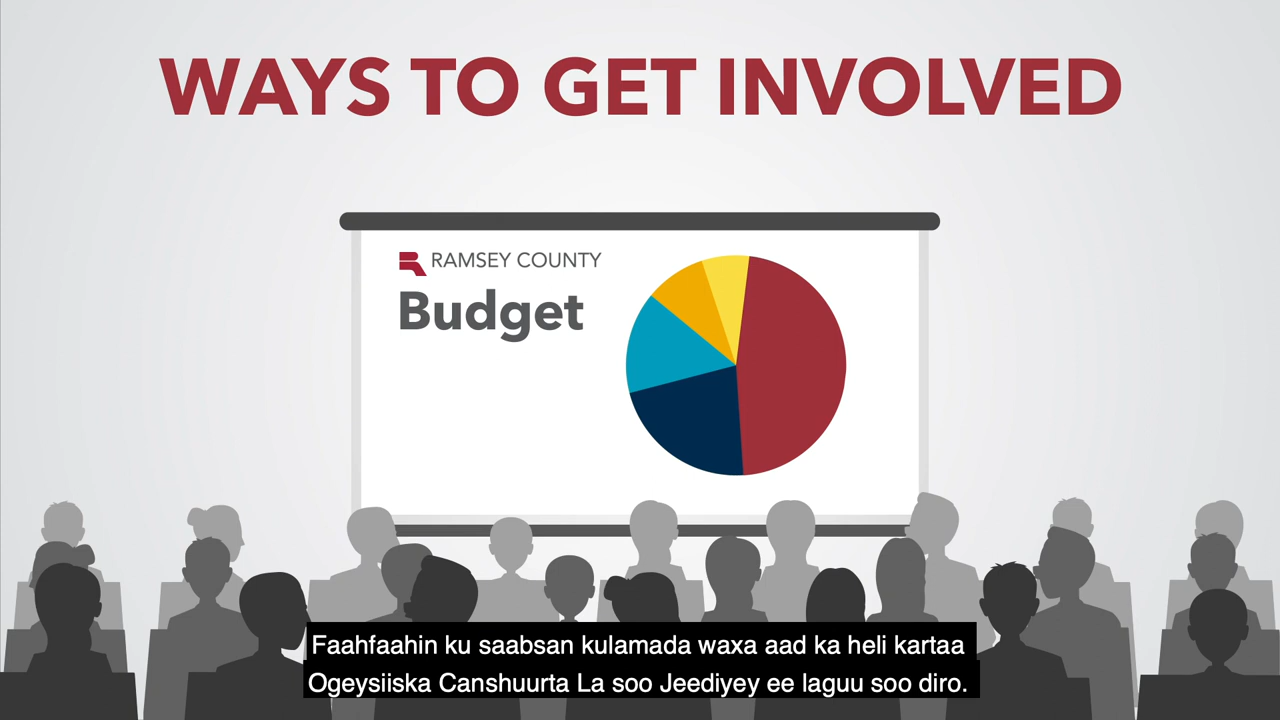 WAYS TO GET INVOLVED
RAMSEY COUNTY
Budget
Faahfaahin ku saabsan kulamada waxa aad ka heli kartaa
Ogeysiiska Canshuurta La soo Jeediyey ee laguu soo diro.